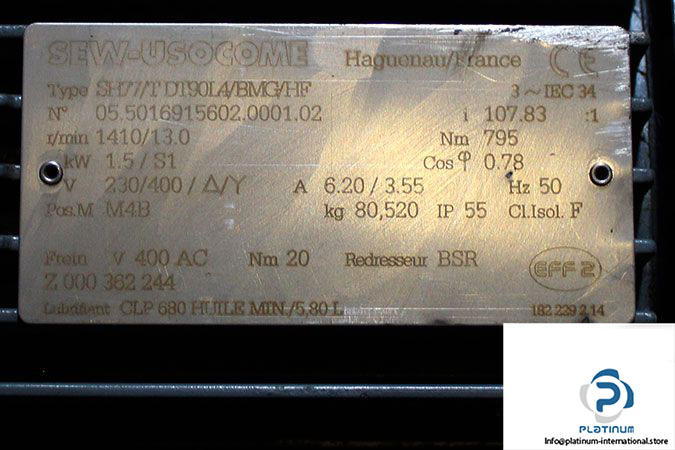 SEW-USOCOME Haguenau/France CE
Type SH77/T DT90L4/BMG/HF 3 ~ IEC 34
N° 05.5016915602.0001.02 i 107.83 :1
r/min 1410/13.0 Nm 795
kW 1.5 / S1 Cos φ 0.78
V 230/400 / Δ/Y A 6.20 / 3.55 Hz 50
Pos.M M4B kg 80,520 IP 55 Cl.Isol. F
Frein V 400 AC Nm 20 Redresseur BSR
EFF 2
Z 000 362 244
Lubrifiant CLP 680 HUILE MIN./5,80 L 182 229 2.14
PLATINUM
Info@platinum-international.store